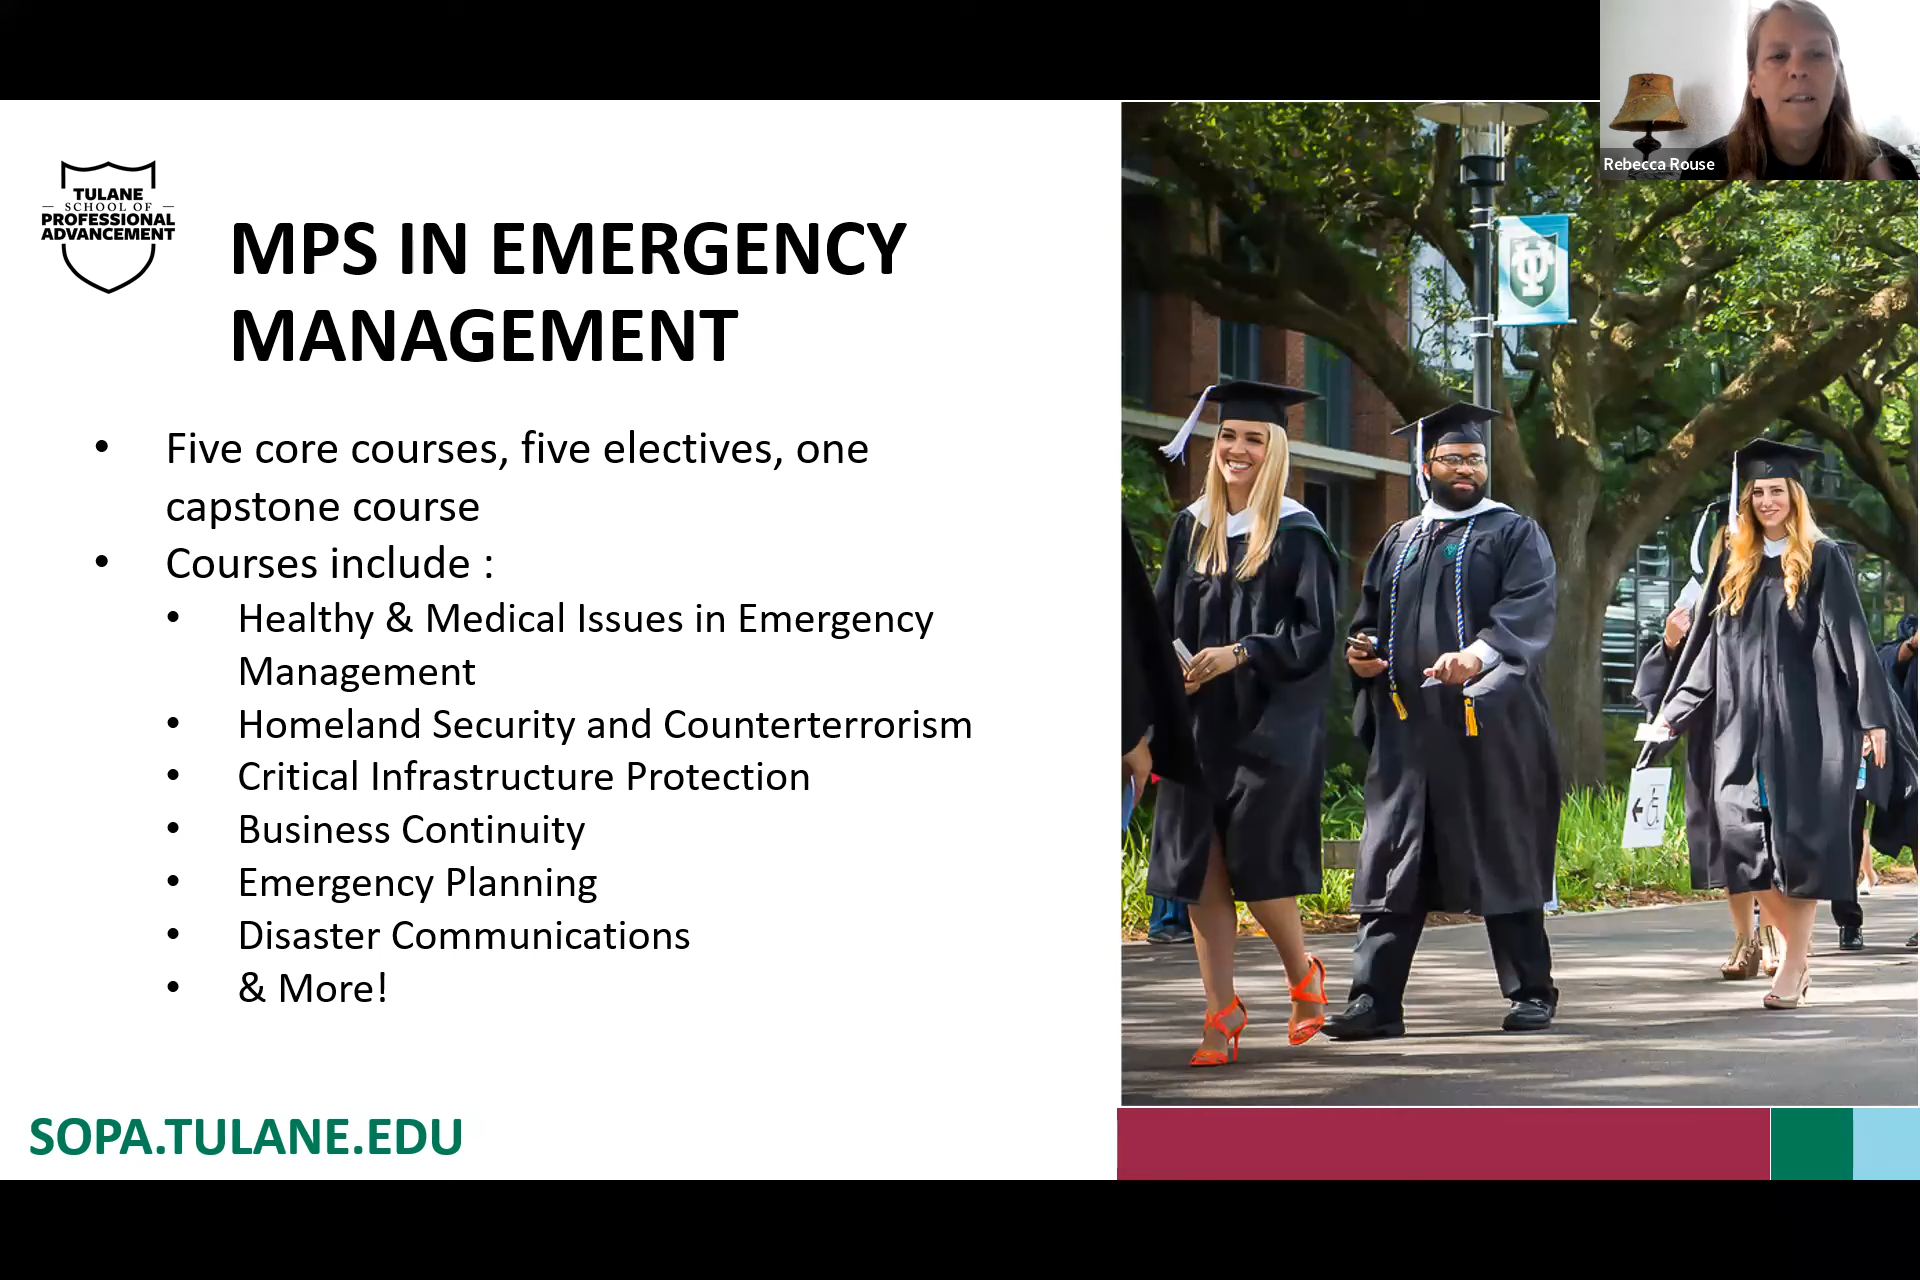 Rebecca Rouse
TULANE
SCHOOL OF
PROFESSIONAL
ADVANCEMENT
MPS IN EMERGENCY
MANAGEMENT
• Five core courses, five electives, one
capstone course
• Courses include :
• Healthy & Medical Issues in Emergency
Management
• Homeland Security and Counterterrorism
• Critical Infrastructure Protection
• Business Continuity
• Emergency Planning
• Disaster Communications
• & More!
SOPA.TULANE.EDU